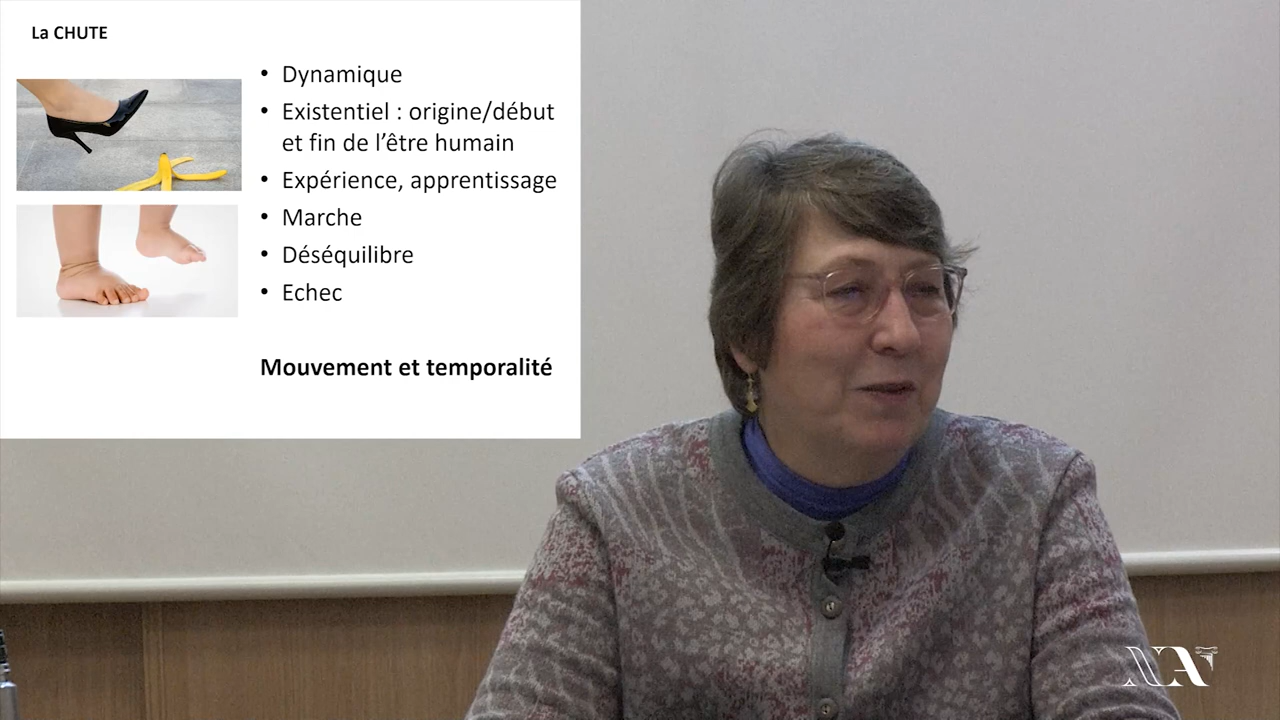 La CHUTE
• Dynamique
• Existentiel : origine/début
et fin de l'être humain
• Expérience, apprentissage
• Marche
• Déséquilibre
• Echec
Mouvement et temporalité